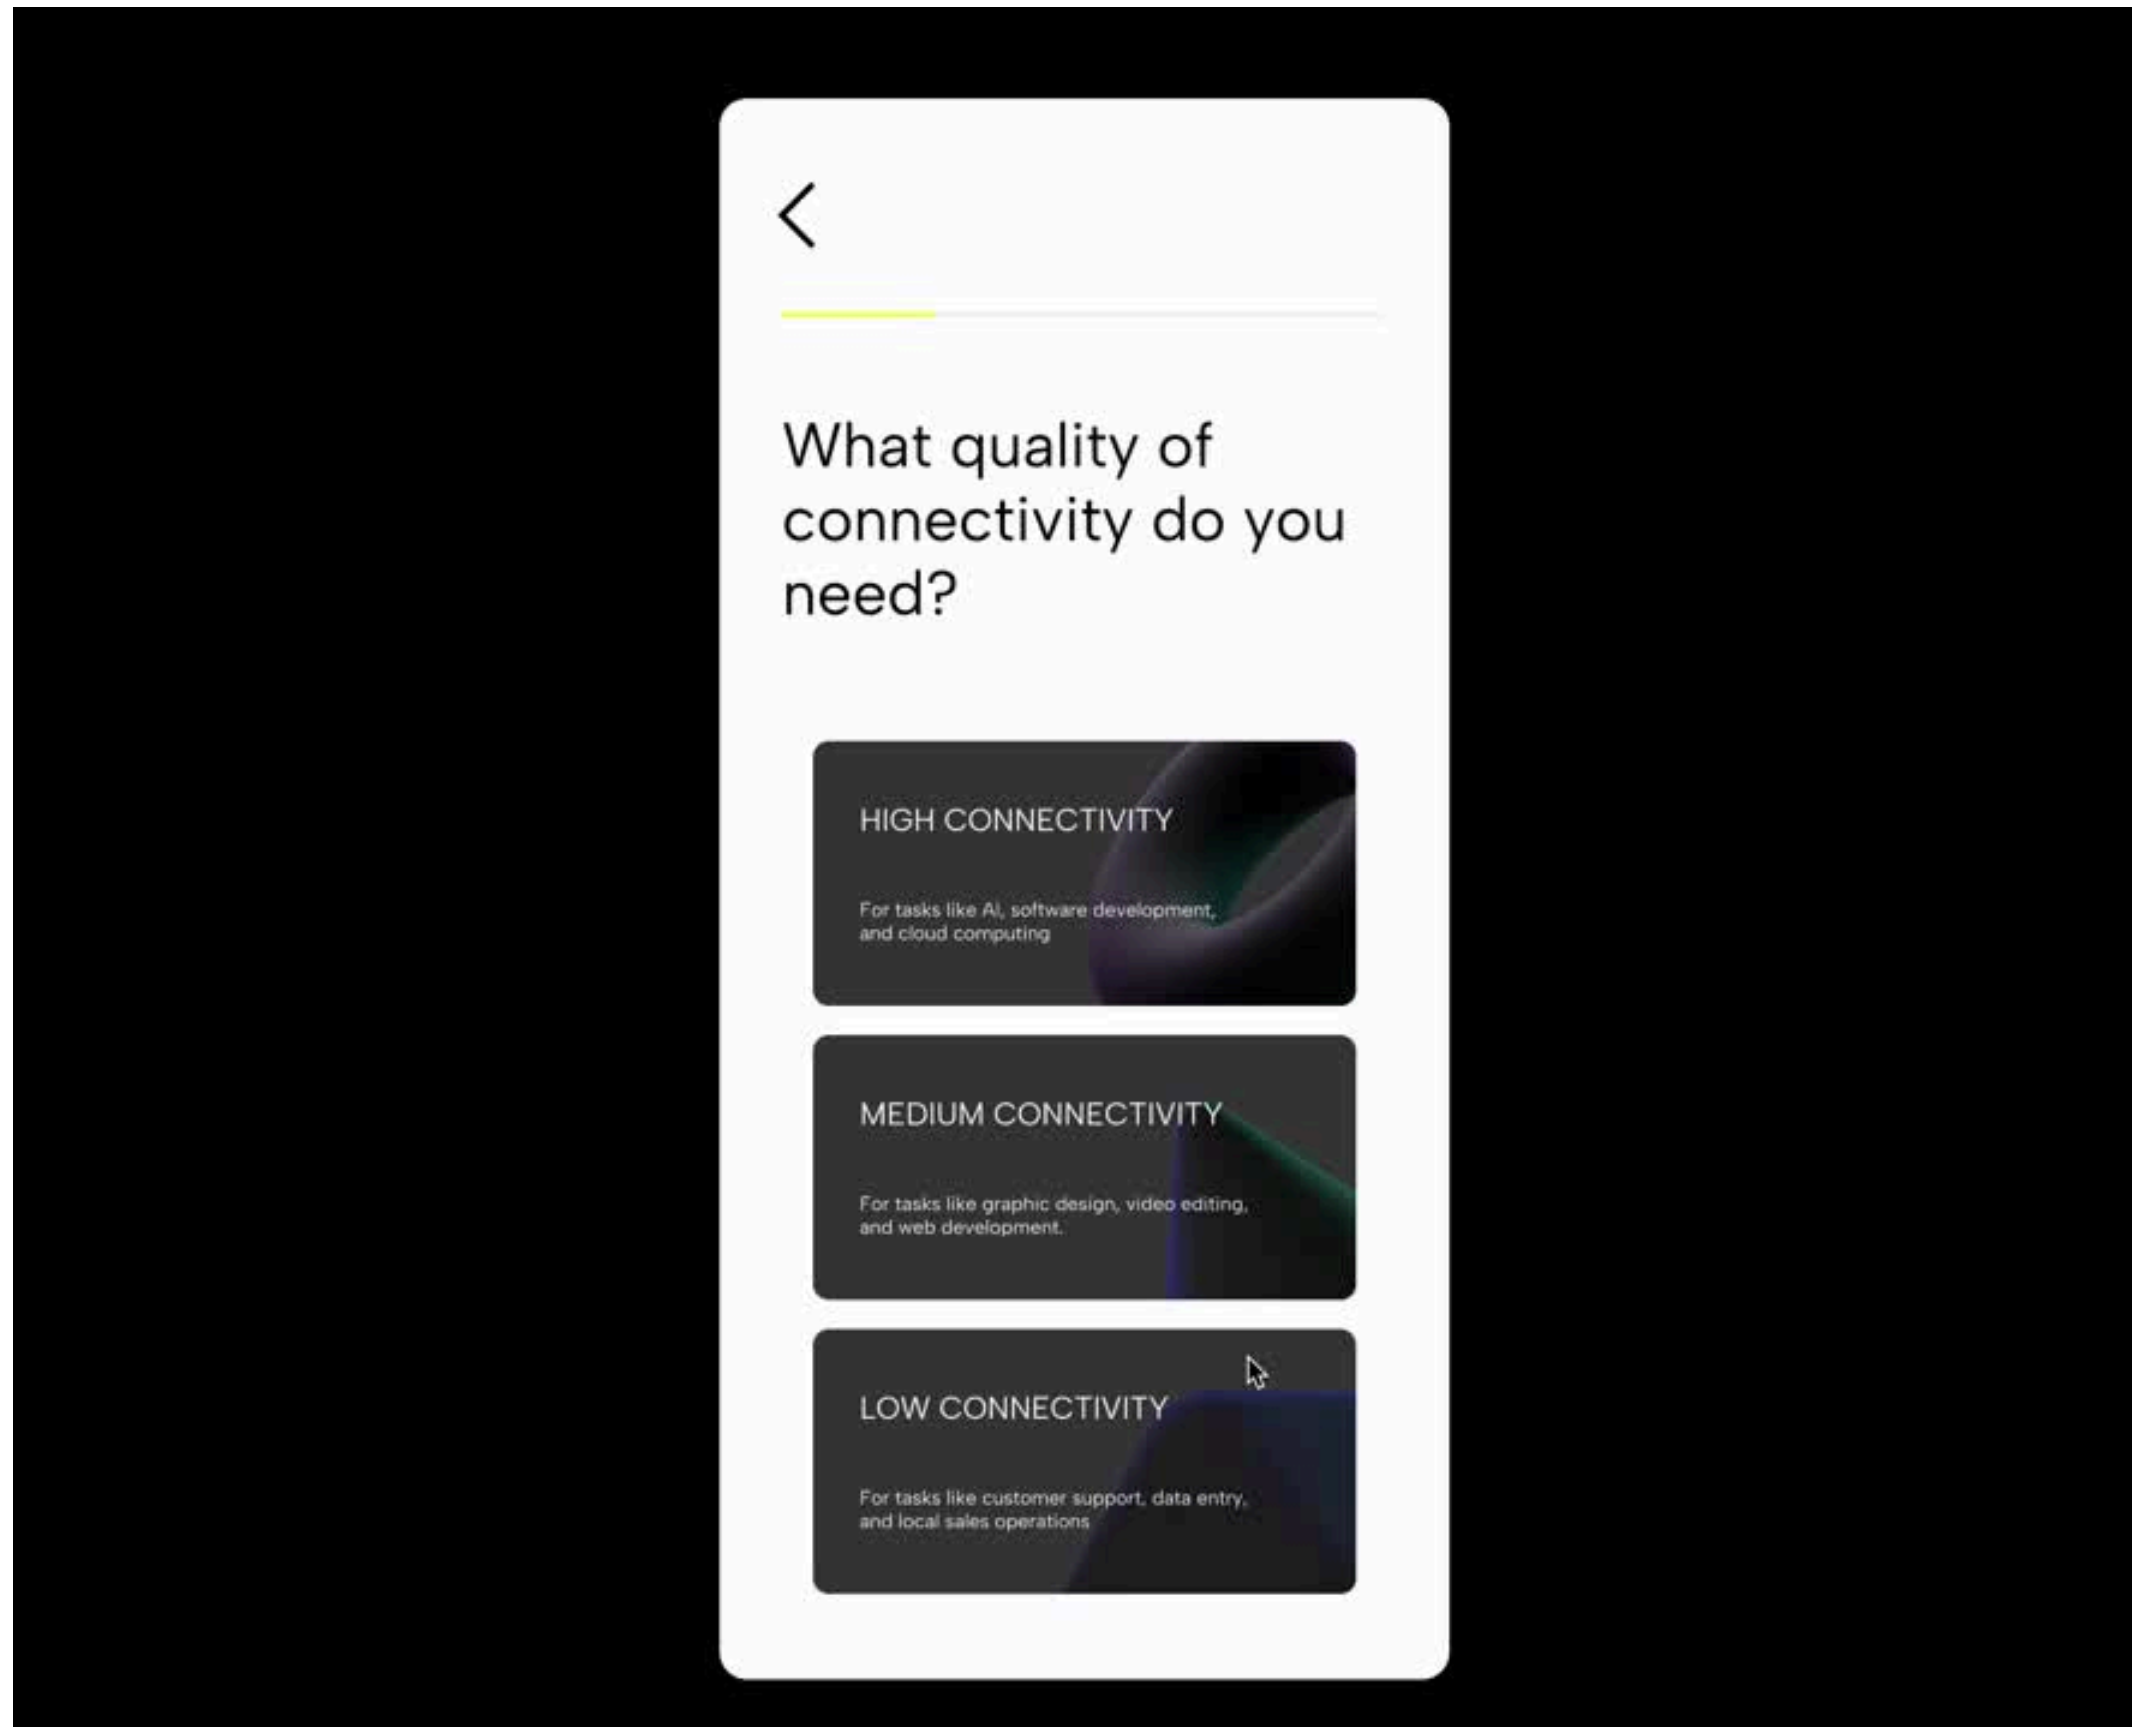 What quality of
connectivity do you
need?
HIGH CONNECTIVITY
For tasks like AI, software development,
and cloud computing
MEDIUM CONNECTIVITY
For tasks like graphic design, video editing,
and web development.
LOW CONNECTIVITY
For tasks like customer support, data entry,
and local sales operations